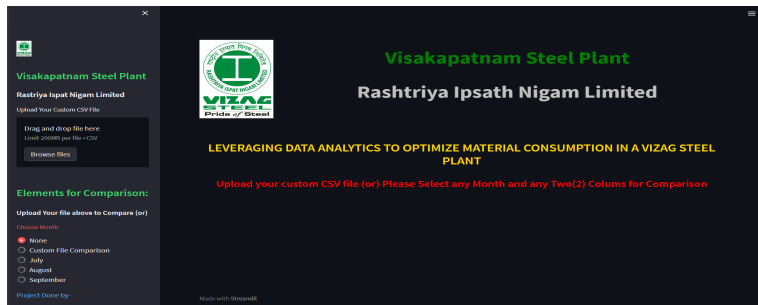 ×
Visakapatnam Steel Plant
Rastriya Ispat Nigam Limited
Upload Your Custom CSV File
Drag and drop file here
Limit 200MB per file • CSV
Browse files
Elements for Comparison:
Upload Your file above to Compare (or)
Choose Month
None
Custom File Comparison
July
August
September
Project Done by-
VIZAG
STEEL
Pride of Steel
Visakapatnam Steel Plant
Rashtriya Ipsath Nigam Limited
LEVERAGING DATA ANALYTICS TO OPTIMIZE MATERIAL CONSUMPTION IN A VIZAG STEEL
PLANT
Upload your custom CSV file (or) Please Select any Month and any Two(2) Colums for Comparison
Made with Streamlit